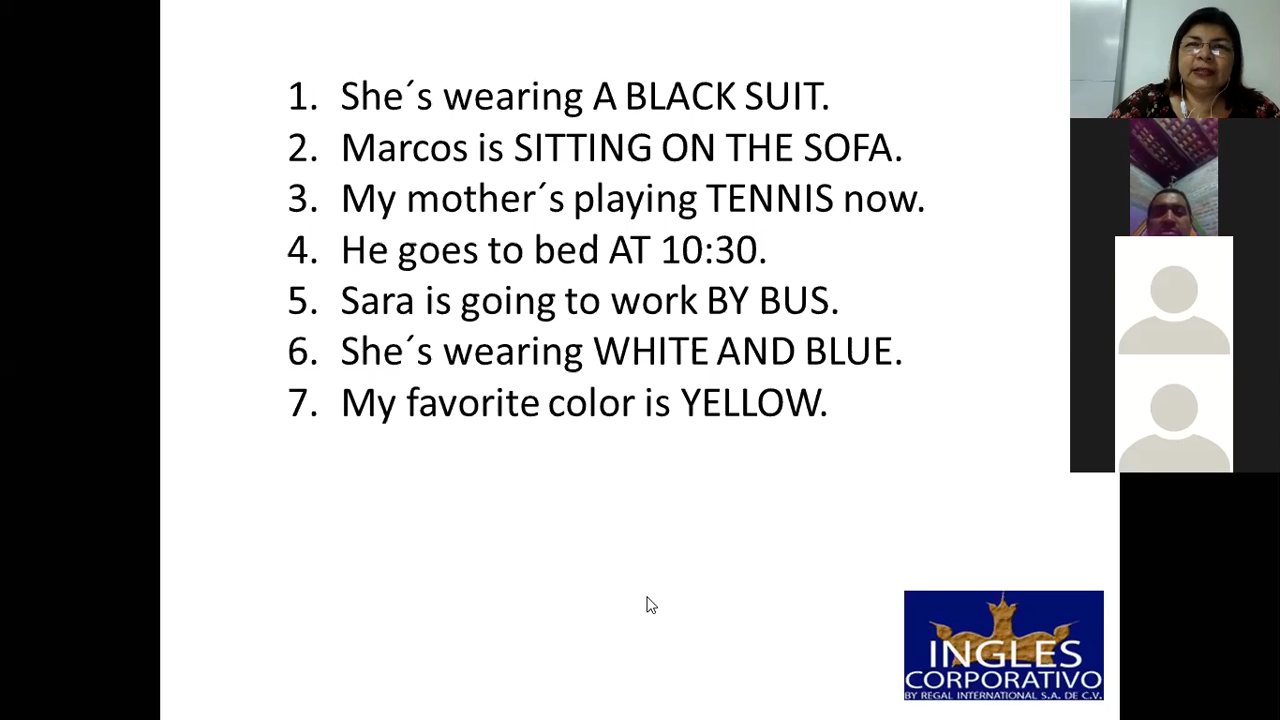 1. She´s wearing A BLACK SUIT.
2. Marcos is SITTING ON THE SOFA.
3. My mother´s playing TENNIS now.
4. He goes to bed AT 10:30.
5. Sara is going to work BY BUS.
6. She´s wearing WHITE AND BLUE.
7. My favorite color is YELLOW.
INGLES
CORPORATIVO
BY REGAL INTERNATIONAL S.A. DE C.V.